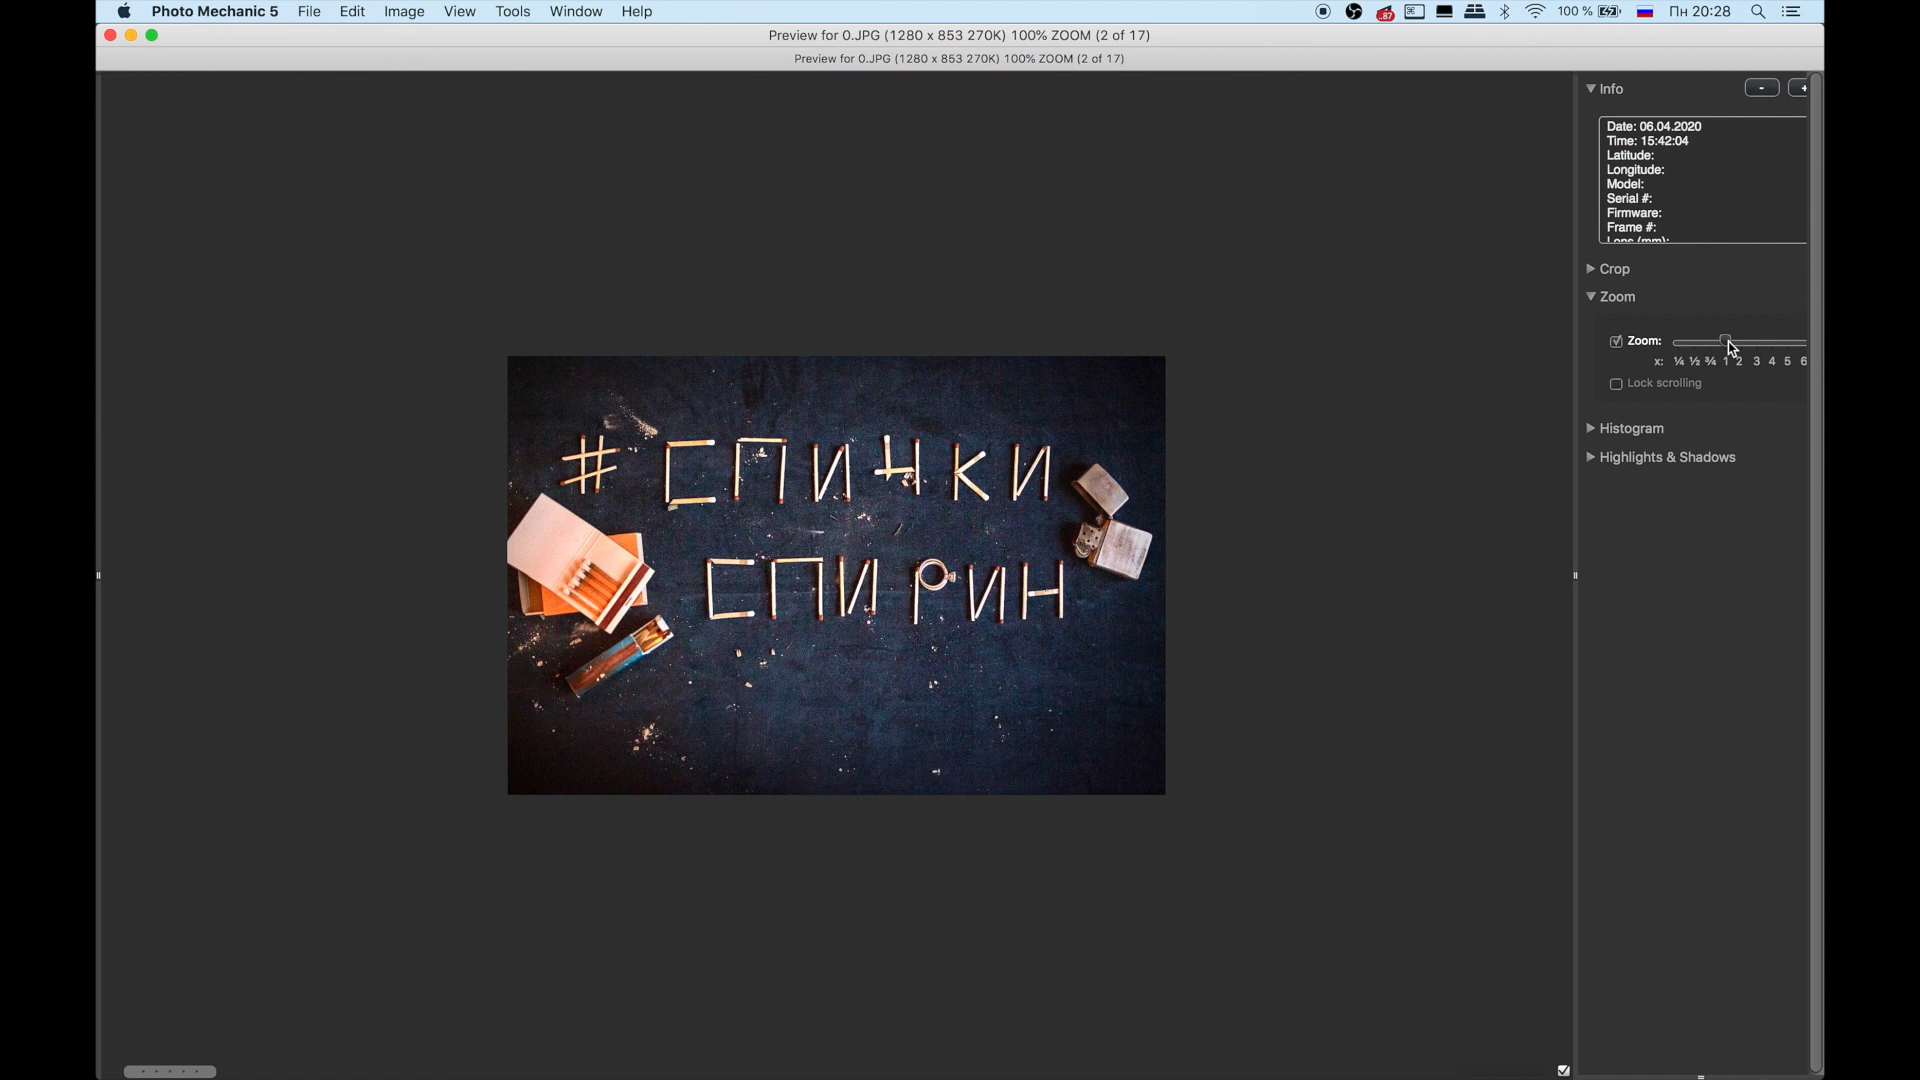 Photo Mechanic 5 File Edit Image View Tools Window Help
87 100 % Пн 20:28
Preview for 0.JPG (1280 x 853 270K) 100% ZOOM (2 of 17)
Preview for 0.JPG (1280 x 853 270K) 100% ZOOM (2 of 17)
Info - +
Date: 06.04.2020
Time: 15:42:04
Latitude:
Longitude:
Model:
Serial #:
Firmware:
Frame #:
Lens (mm):
Crop
Zoom
Zoom:
x: ¼ ½ ¾ 1 2 3 4 5 6
Lock scrolling
Histogram
Highlights & Shadows
# СПИЧКИ
СПИРИН